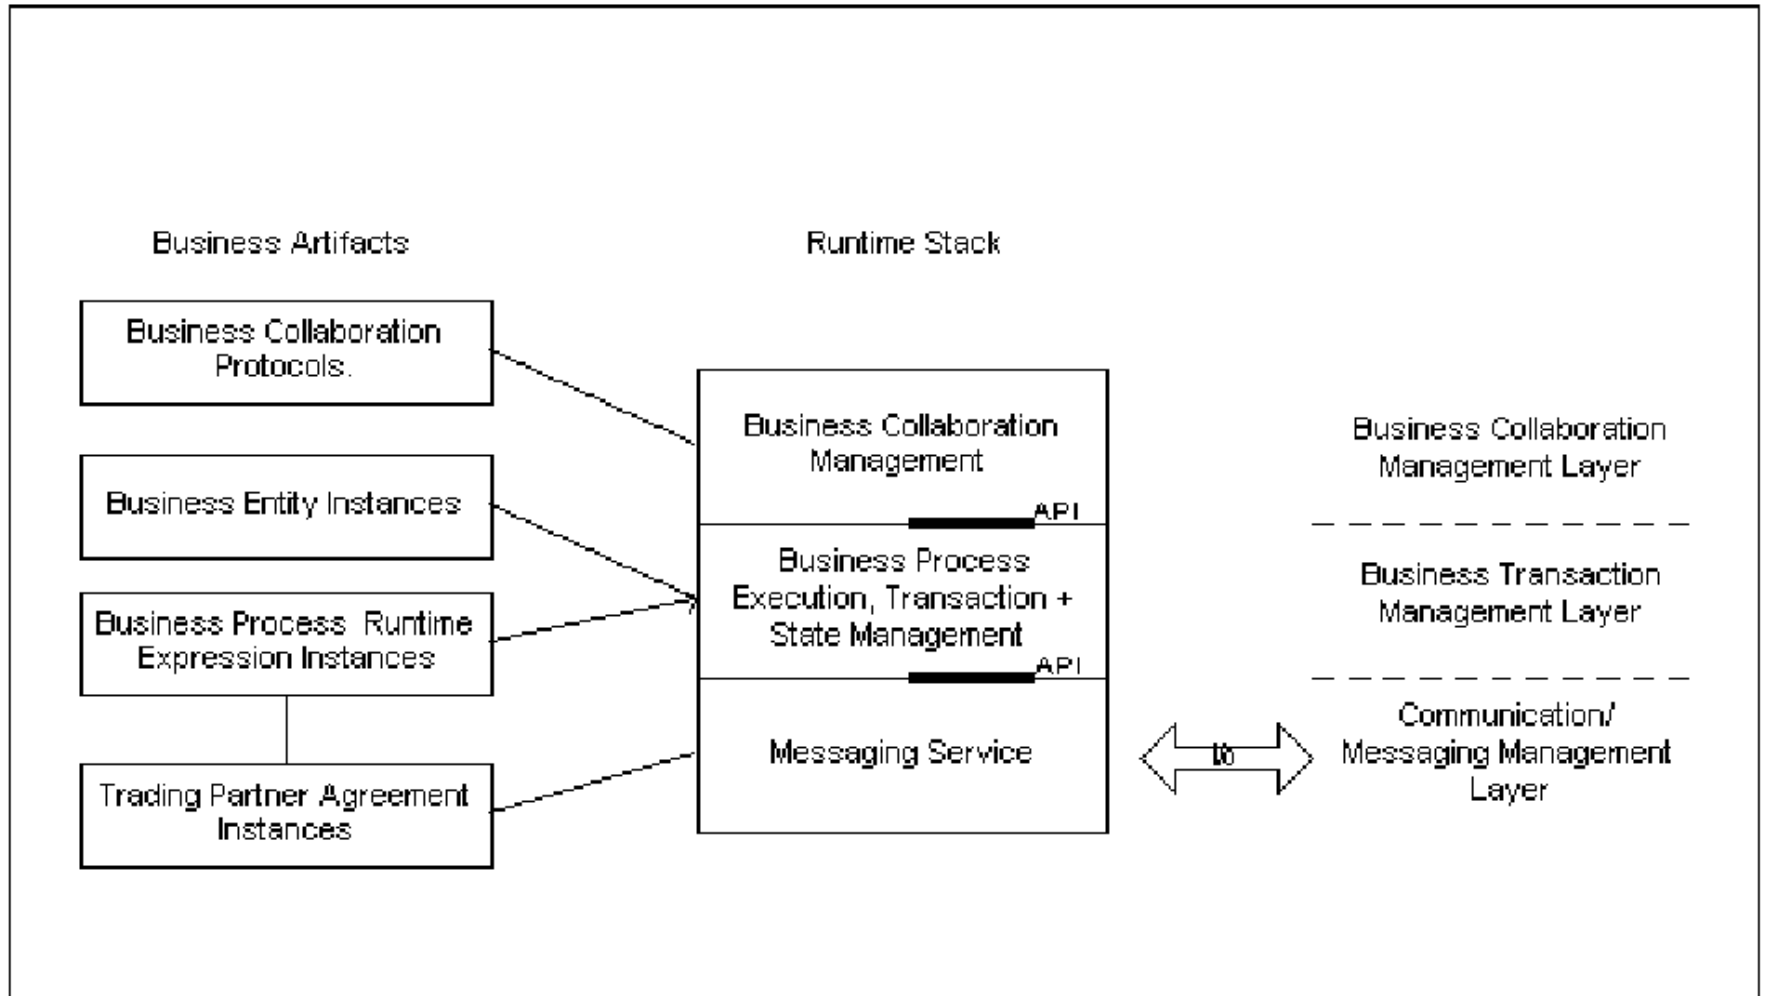 Business Artifacts
Runtime Stack
Business Collaboration
Protocols.
Business Entity Instances
Business Process Runtime
Expression Instances
Trading Partner Agreement
Instances
Business Collaboration
Management
API
Business Process
Execution, Transaction +
State Management
API
Messaging Service
I/o
Business Collaboration
Management Layer
Business Transaction
Management Layer
Communication/
Messaging Management
Layer